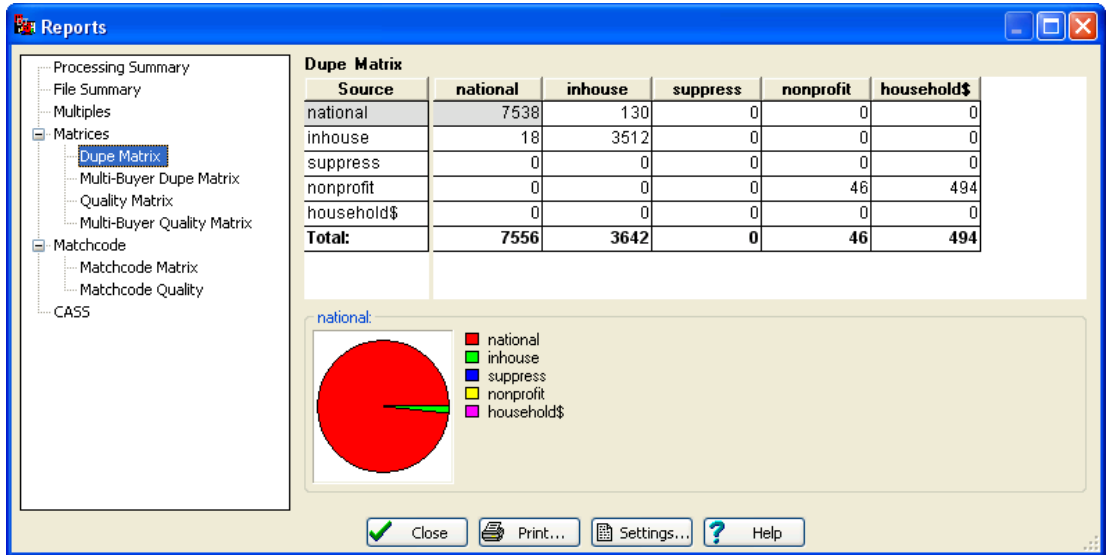 Reports
Processing Summary
File Summary
Multiples
Matrices
Dupe Matrix
Multi-Buyer Dupe Matrix
Quality Matrix
Multi-Buyer Quality Matrix
Matchcode
Matchcode Matrix
Matchcode Quality
CASS
Dupe Matrix
Source national inhouse suppress nonprofit household$
national 7538 130 0 0 0
inhouse 18 3512 0 0 0
suppress 0 0 0 0 0
nonprofit 0 0 0 46 494
household$ 0 0 0 0 0
Total: 7556 3642 0 46 494
national:
national
inhouse
suppress
nonprofit
household$
Close Print... Settings... Help